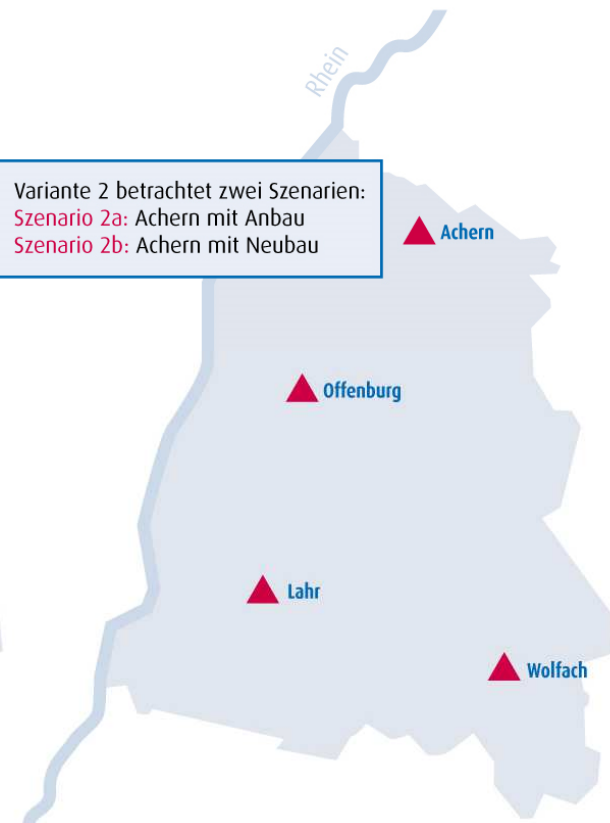 Rhein
Variante 2 betrachtet zwei Szenarien:
Szenario 2a: Achern mit Anbau
Szenario 2b: Achern mit Neubau
Achern
Offenburg
Lahr
Wolfach